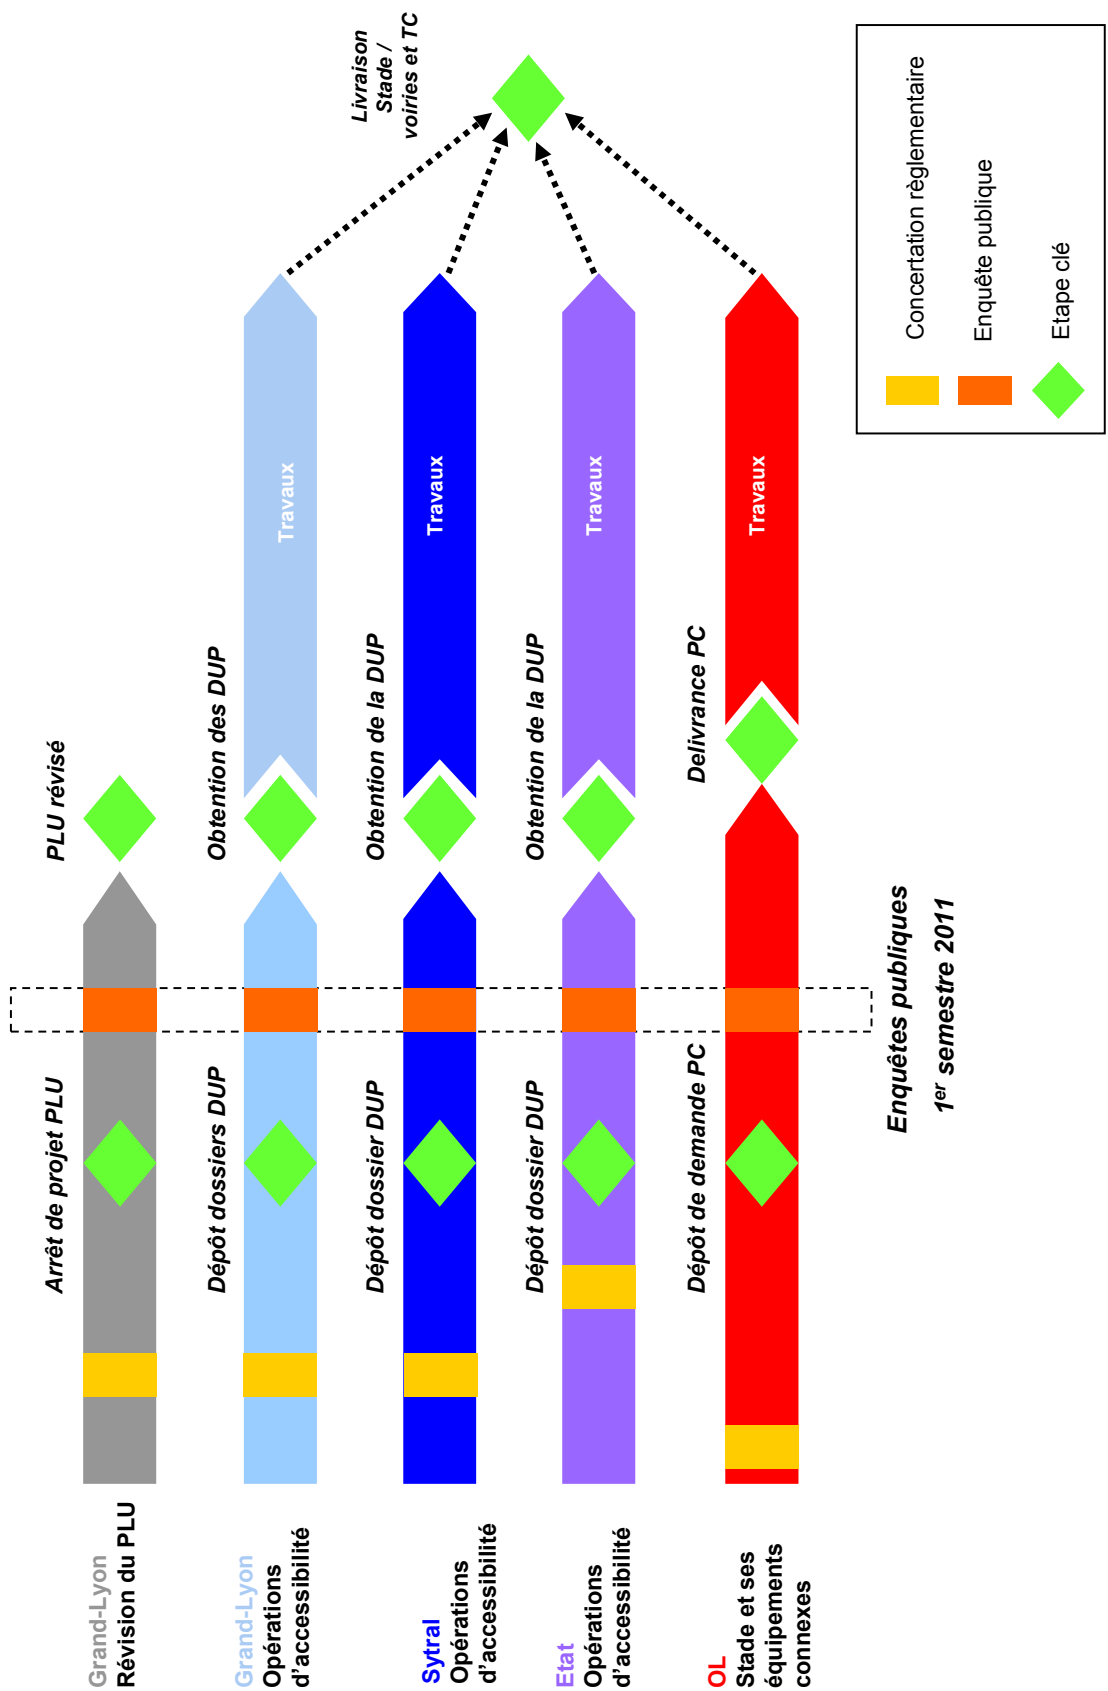 Grand-Lyon
Révision du PLU
Arrêt de projet PLU
PLU révisé
Grand-Lyon
Opérations
d'accessibilité
Dépôt dossiers DUP
Obtention des DUP
Travaux
Sytral
Opérations
d'accessibilité
Dépôt dossier DUP
Obtention de la DUP
Travaux
Etat
Opérations
d'accessibilité
Dépôt dossier DUP
Obtention de la DUP
Travaux
OL
Stade et ses
équipements
connexes
Dépôt de demande PC
Delivrance PC
Travaux
Livraison
Stade /
voiries et TC
Enquêtes publiques
1er semestre 2011
Concertation règlementaire
Enquête publique
Etape clé